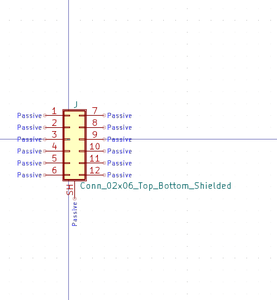 J
Passive 1 7 Passive
Passive 2 8 Passive
Passive 3 9 Passive
Passive 4 10 Passive
Passive 5 11 Passive
Passive 6 12 Passive
SH
Conn_02x06_Top_Bottom_Shielded
Passive